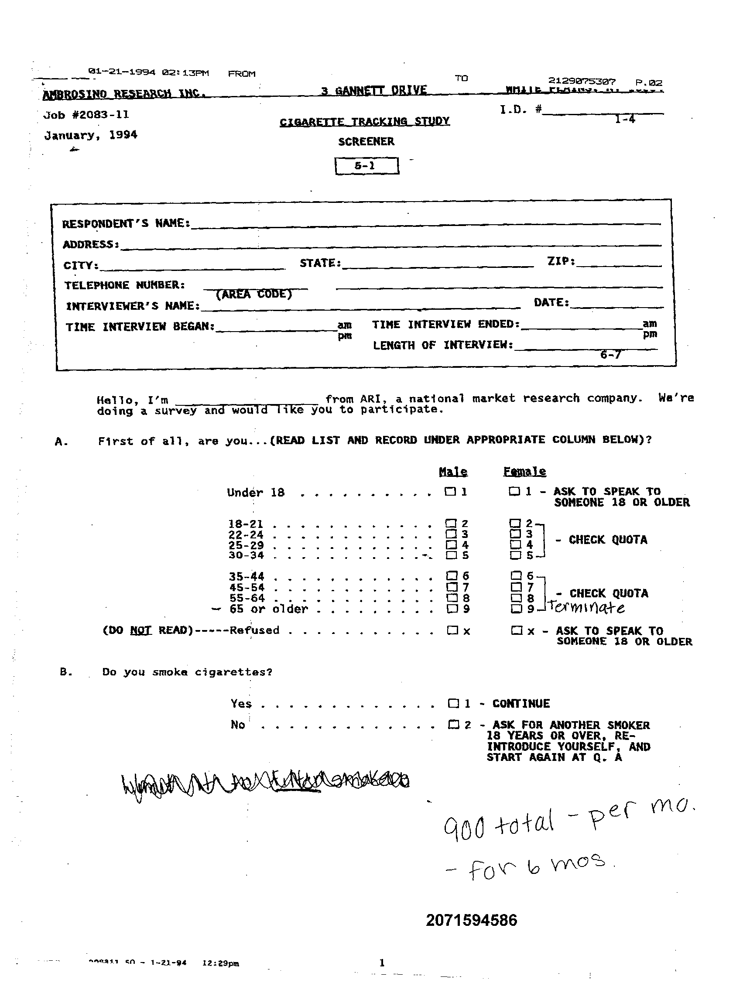 01-21-1994 02:13PM FROM TO 2129075307 P.02
AMBROSINO RESEARCH INC. 3 GANNETT DRIVE
Job #2083-11 I.D. #
1-4
CIGARETTE TRACKING STUDY
January, 1994
SCREENER
5-1
RESPONDENT'S NAME:
ADDRESS:
CITY: STATE: ZIP:
TELEPHONE NUMBER:
(AREA CODE)
INTERVIEWER'S NAME: DATE:
TIME INTERVIEW BEGAN: am TIME INTERVIEW ENDED: am
pm pm
LENGTH OF INTERVIEW:
6-7
Hello, I'm from ARI, a national market research company. We're
doing a survey and would like you to participate.
A. First of all, are you...(READ LIST AND RECORD UNDER APPROPRIATE COLUMN BELOW)?
Male Female
Under 18 . . . . . . . . . . ☐ 1 ☐ 1 - ASK TO SPEAK TO
SOMEONE 18 OR OLDER
18-21 . . . . . . . . . . . . ☐ 2 ☐ 2
22-24 . . . . . . . . . . . . ☐ 3 ☐ 3
25-29 . . . . . . . . . . . . ☐ 4 ☐ 4 - CHECK QUOTA
30-34 . . . . . . . . . . . . ☐ 5 ☐ 5
35-44 . . . . . . . . . . . . ☐ 6 ☐ 6
45-54 . . . . . . . . . . . . ☐ 7 ☐ 7
55-64 . . . . . . . . . . . . ☐ 8 ☐ 8 - CHECK QUOTA
- 65 or older . . . . . . . . . ☐ 9 ☐ 9 Terminate
(DO NOT READ)-----Refused . . . . . . . . . . . ☐ x ☐ x - ASK TO SPEAK TO
SOMEONE 18 OR OLDER
B. Do you smoke cigarettes?
Yes . . . . . . . . . . . . . ☐ 1 - CONTINUE
No . . . . . . . . . . . . . ☐ 2 - ASK FOR ANOTHER SMOKER
18 YEARS OR OVER, RE-
INTRODUCE YOURSELF, AND
START AGAIN AT Q. A
900 total - per mo.
- for 6 mos.
2071594586
SQ - 1-21-94 12:29pm 1